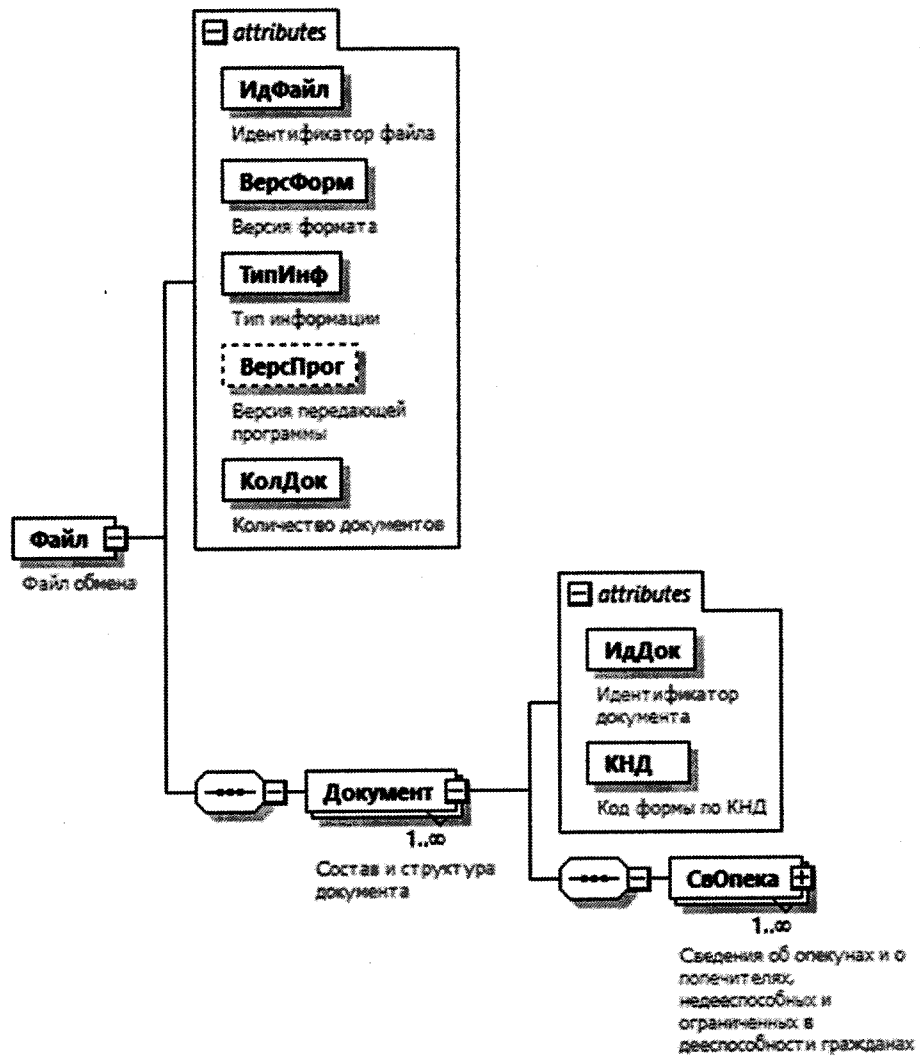 attributes
ИдФайл
Идентификатор файла
ВерсФорм
Версия формата
ТипИнф
Тип информации
ВерсПрог
Версия передающей
программы
КолДок
Количество документов
Файл
Файл обмена
attributes
ИдДок
Идентификатор
документа
КНД
Код формы по КНД
Документ
1..∞
Состав и структура
документа
СвОпека
1..∞
Сведения об опекунах и о
попечителях,
недееспособных и
ограниченных в
дееспособности гражданах